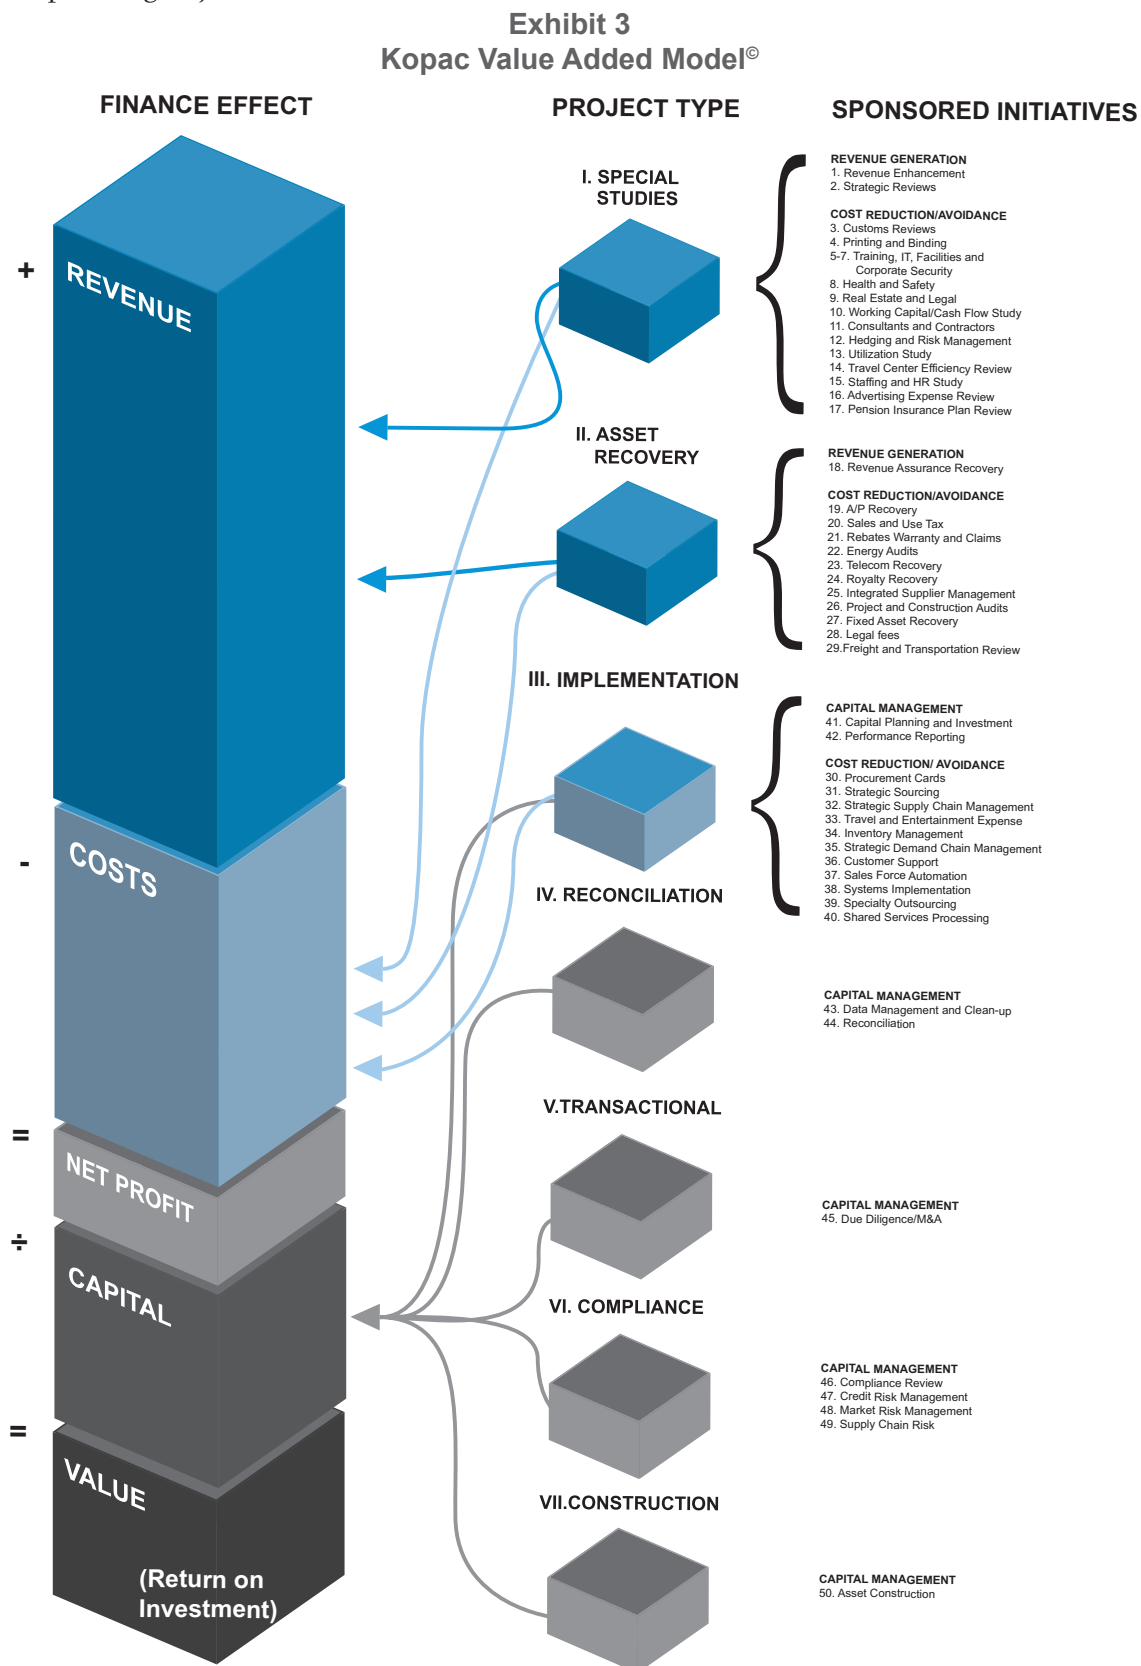 Exhibit 3
Kopac Value Added Model©
FINANCE EFFECT
PROJECT TYPE
SPONSORED INITIATIVES
+
REVENUE
-
COSTS
=
NET PROFIT
÷
CAPITAL
=
VALUE
(Return on
Investment)
I. SPECIAL
STUDIES
REVENUE GENERATION
1. Revenue Enhancement
2. Strategic Reviews
COST REDUCTION/AVOIDANCE
3. Customs Reviews
4. Printing and Binding
5-7. Training, IT, Facilities and
Corporate Security
8. Health and Safety
9. Real Estate and Legal
10. Working Capital/Cash Flow Study
11. Consultants and Contractors
12. Hedging and Risk Management
13. Utilization Study
14. Travel Center Efficiency Review
15. Staffing and HR Study
16. Advertising Expense Review
17. Pension Insurance Plan Review
II. ASSET
RECOVERY
REVENUE GENERATION
18. Revenue Assurance Recovery
COST REDUCTION/AVOIDANCE
19. A/P Recovery
20. Sales and Use Tax
21. Rebates Warranty and Claims
22. Energy Audits
23. Telecom Recovery
24. Royalty Recovery
25. Integrated Supplier Management
26. Project and Construction Audits
27. Fixed Asset Recovery
28. Legal fees
29.Freight and Transportation Review
III. IMPLEMENTATION
CAPITAL MANAGEMENT
41. Capital Planning and Investment
42. Performance Reporting
COST REDUCTION/ AVOIDANCE
30. Procurement Cards
31. Strategic Sourcing
32. Strategic Supply Chain Management
33. Travel and Entertainment Expense
34. Inventory Management
35. Strategic Demand Chain Management
36. Customer Support
37. Sales Force Automation
38. Systems Implementation
39. Specialty Outsourcing
40. Shared Services Processing
IV. RECONCILIATION
CAPITAL MANAGEMENT
43. Data Management and Clean-up
44. Reconciliation
V.TRANSACTIONAL
CAPITAL MANAGEMENT
45. Due Diligence/M&A
VI. COMPLIANCE
CAPITAL MANAGEMENT
46. Compliance Review
47. Credit Risk Management
48. Market Risk Management
49. Supply Chain Risk
VII.CONSTRUCTION
CAPITAL MANAGEMENT
50. Asset Construction